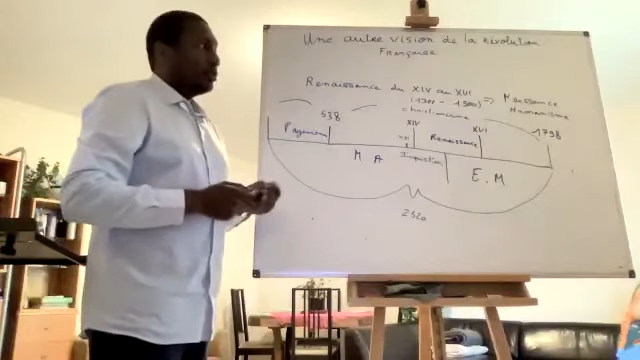 Une autre vision de la Révolution
Française
Renaissance du XIV au XVI
(1300 - 1500) => Naissance
Humanisme
christianisme
538
XIV
XVI
1798
Paganisme
XII
Renaissance
M A
Inquisition
E.M
2520